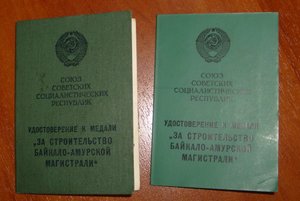 СОЮЗ
СОВЕТСКИХ
СОЦИАЛИСТИЧЕСКИХ
РЕСПУБЛИК
УДОСТОВЕРЕНИЕ К МЕДАЛИ
„ЗА СТРОИТЕЛЬСТВО
БАЙКАЛО-АМУРСКОЙ
МАГИСТРАЛИ“
СОЮЗ
СОВЕТСКИХ
СОЦИАЛИСТИЧЕСКИХ
РЕСПУБЛИК
УДОСТОВЕРЕНИЕ К МЕДАЛИ
„ЗА СТРОИТЕЛЬСТВО
БАЙКАЛО-АМУРСКОЙ
МАГИСТРАЛИ“